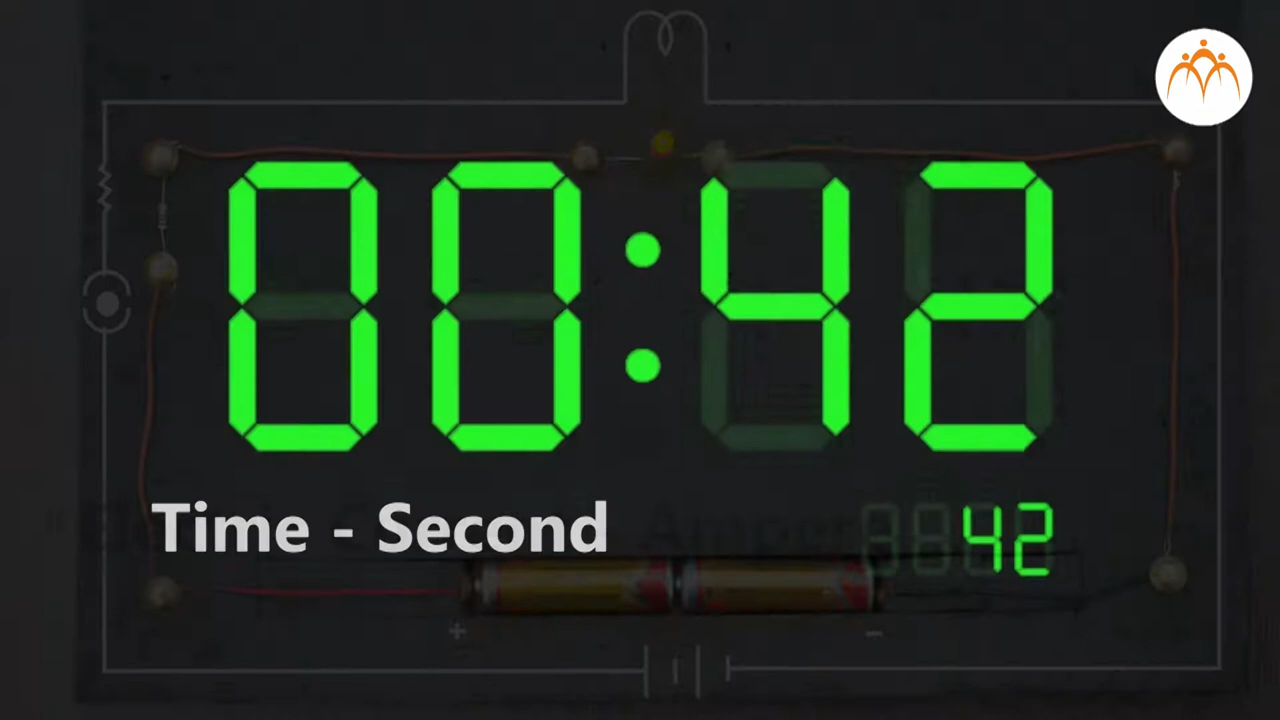 00:42
Time - Second
42
+ -